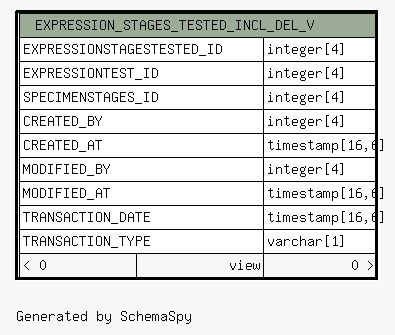 EXPRESSION_STAGES_TESTED_INCL_DEL_V
EXPRESSIONSTAGESTESTED_ID integer[4]
EXPRESSIONTEST_ID integer[4]
SPECIMENSTAGES_ID integer[4]
CREATED_BY integer[4]
CREATED_AT timestamp[16,6]
MODIFIED_BY integer[4]
MODIFIED_AT timestamp[16,6]
TRANSACTION_DATE timestamp[16,6]
TRANSACTION_TYPE varchar[1]
< 0 view 0 >
Generated by SchemaSpy